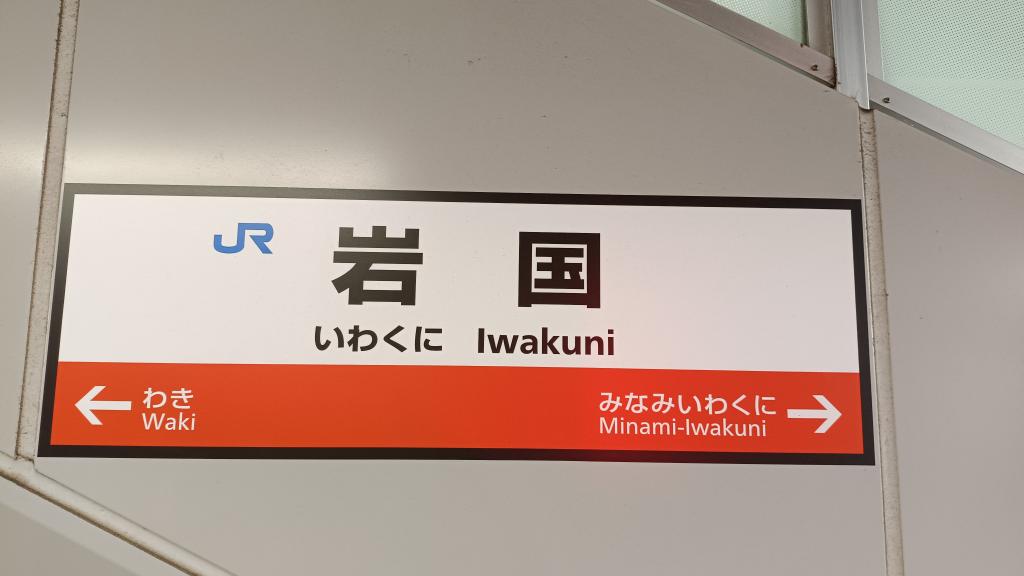 JR 岩国
いわくに Iwakuni
← わき みなみいわくに →
Waki Minami-Iwakuni